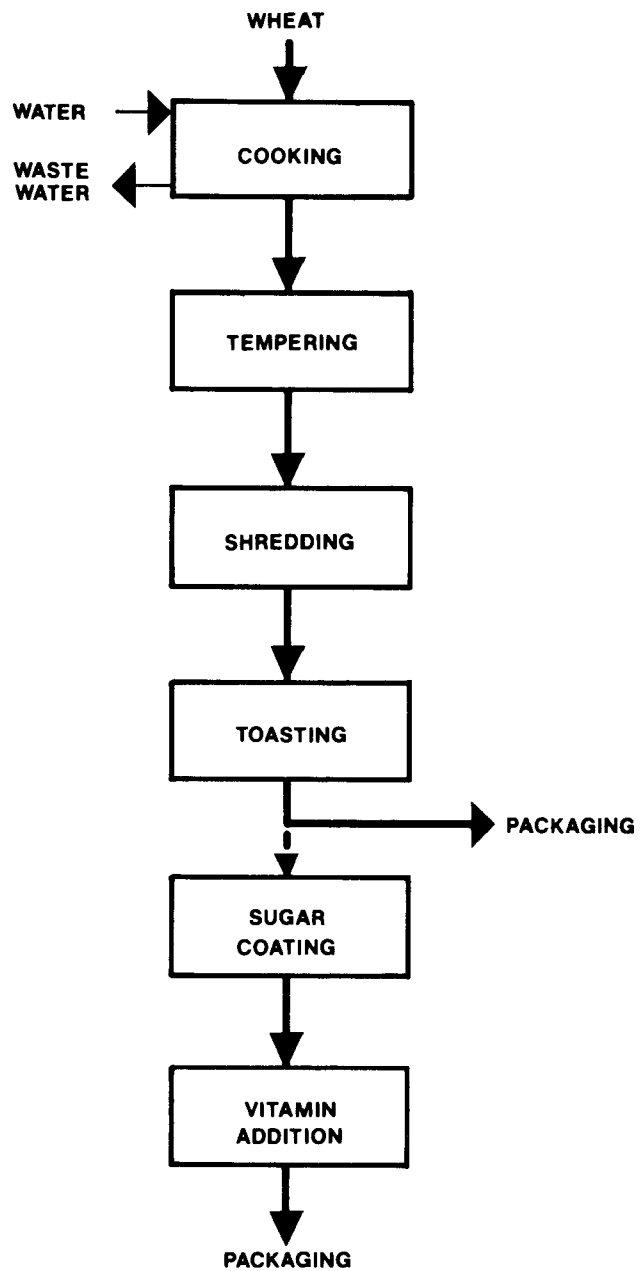 WHEAT
WATER
COOKING
WASTE
WATER
TEMPERING
SHREDDING
TOASTING
PACKAGING
SUGAR
COATING
VITAMIN
ADDITION
PACKAGING